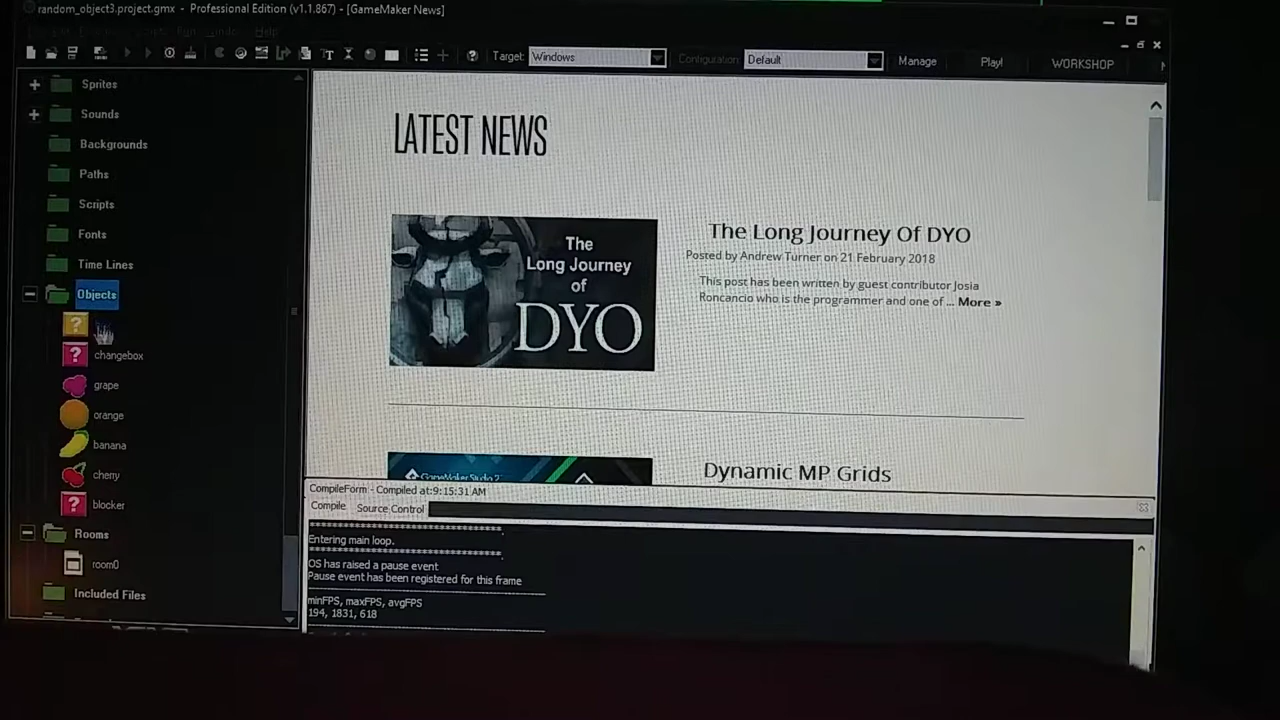 random_object3.project.gmx - Professional Edition (v1.1.867) - [GameMaker News]
Help
Target: Windows
Configuration: Default
Manage
Play!
WORKSHOP
Sprites
Sounds
Backgrounds
Paths
Scripts
Fonts
Time Lines
Objects
changebox
grape
orange
banana
cherry
blocker
Rooms
room0
Included Files
LATEST NEWS
The
Long Journey
of
DYO
The Long Journey Of DYO
Posted by Andrew Turner on 21 February 2018
This post has been written by guest contributor Josia
Roncancio who is the programmer and one of ... More »
GameMaker Studio 2
Dynamic MP Grids
CompileForm - Compiled at:9:15:31 AM
Compile Source Control
Entering main loop.
OS has raised a pause event
Pause event has been registered for this frame
minFPS, maxFPS, avgFPS
194, 1831, 618